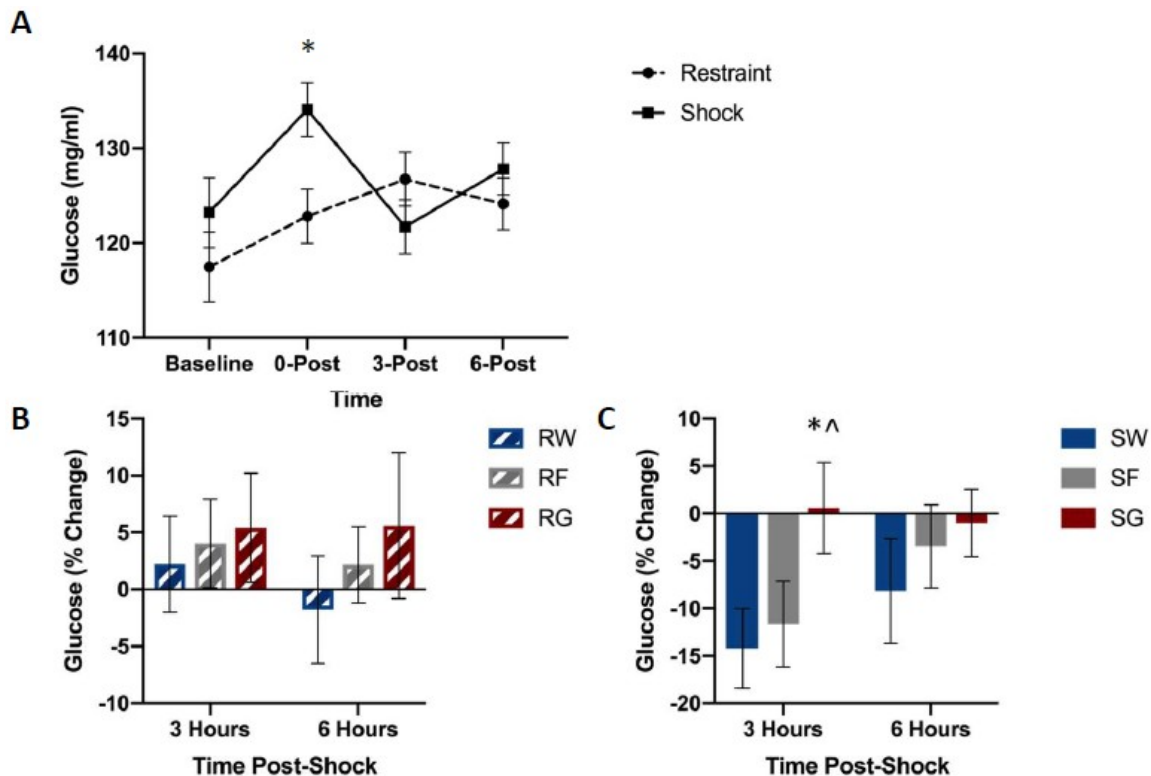 A
*
140
130
120
110
Glucose (mg/ml)
Baseline 0-Post 3-Post 6-Post
Time
Restraint
Shock
B
15
10
5
0
-5
-10
Glucose (% Change)
3 Hours 6 Hours
Time Post-Shock
RW
RF
RG
C
*^
10
5
0
-5
-10
-15
-20
Glucose (% Change)
3 Hours 6 Hours
Time Post-Shock
SW
SF
SG